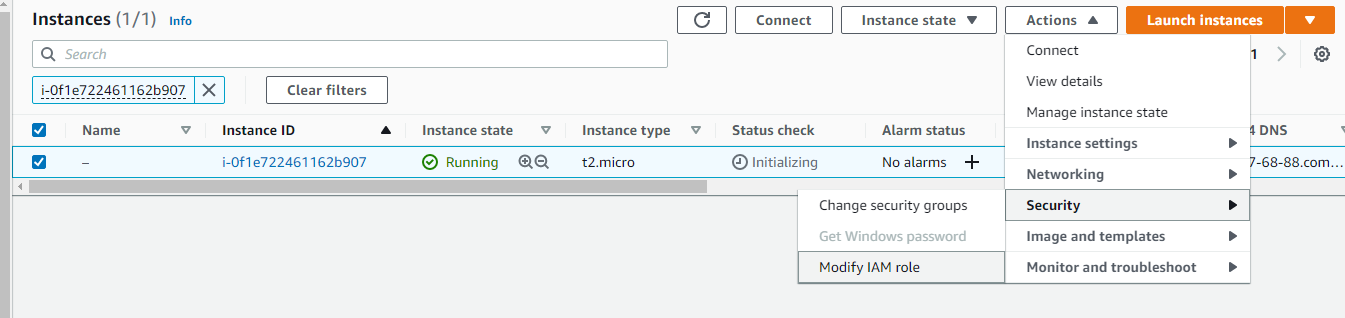 Instances (1/1) Info Connect Instance state Actions Launch instances
Search Connect 1
i-0f1e722461162b907 Clear filters View details
Manage instance state
Name Instance ID Instance state Instance type Status check Alarm status 4 DNS
Instance settings
– i-0f1e722461162b907 Running t2.micro Initializing No alarms + 7-68-88.com...
Networking
Change security groups Security
Get Windows password Image and templates
Modify IAM role Monitor and troubleshoot